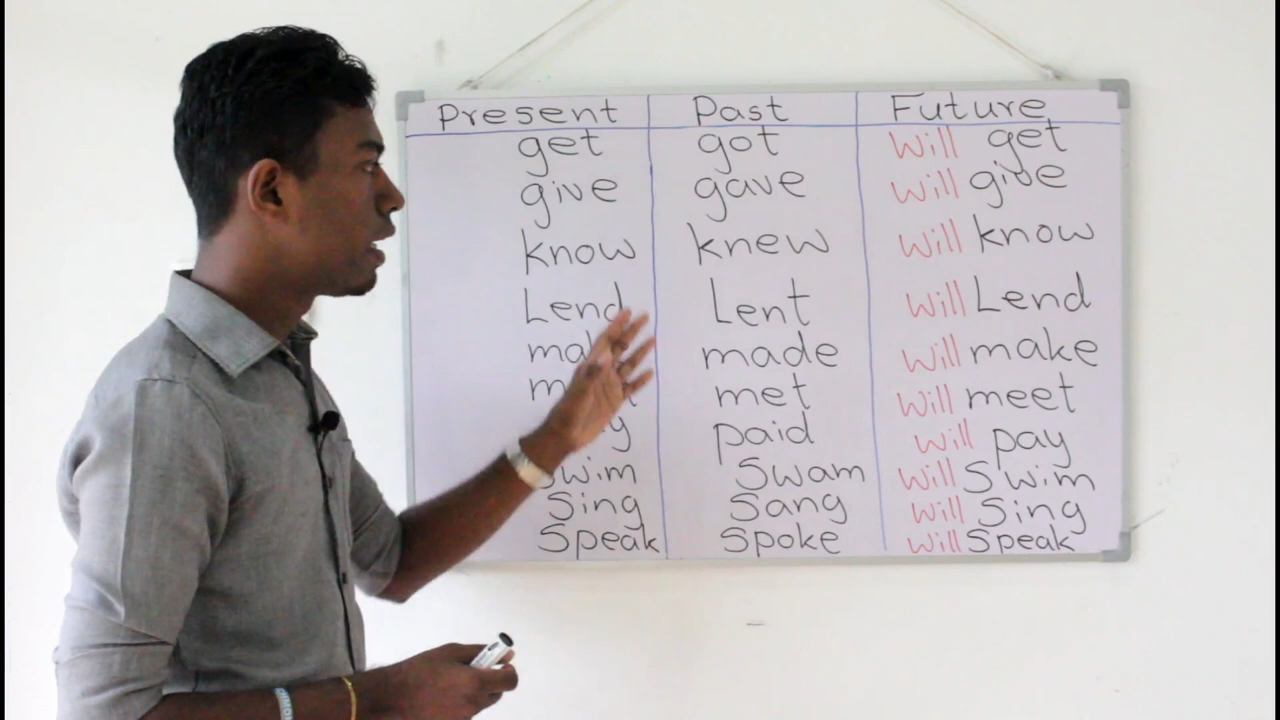 Present Past Future
get got will get
give gave will give
know knew will know
Lend Lent will Lend
made will make
met will meet
paid will pay
Swim Swam will Swim
Sing Sang will Sing
Speak Spoke will Speak